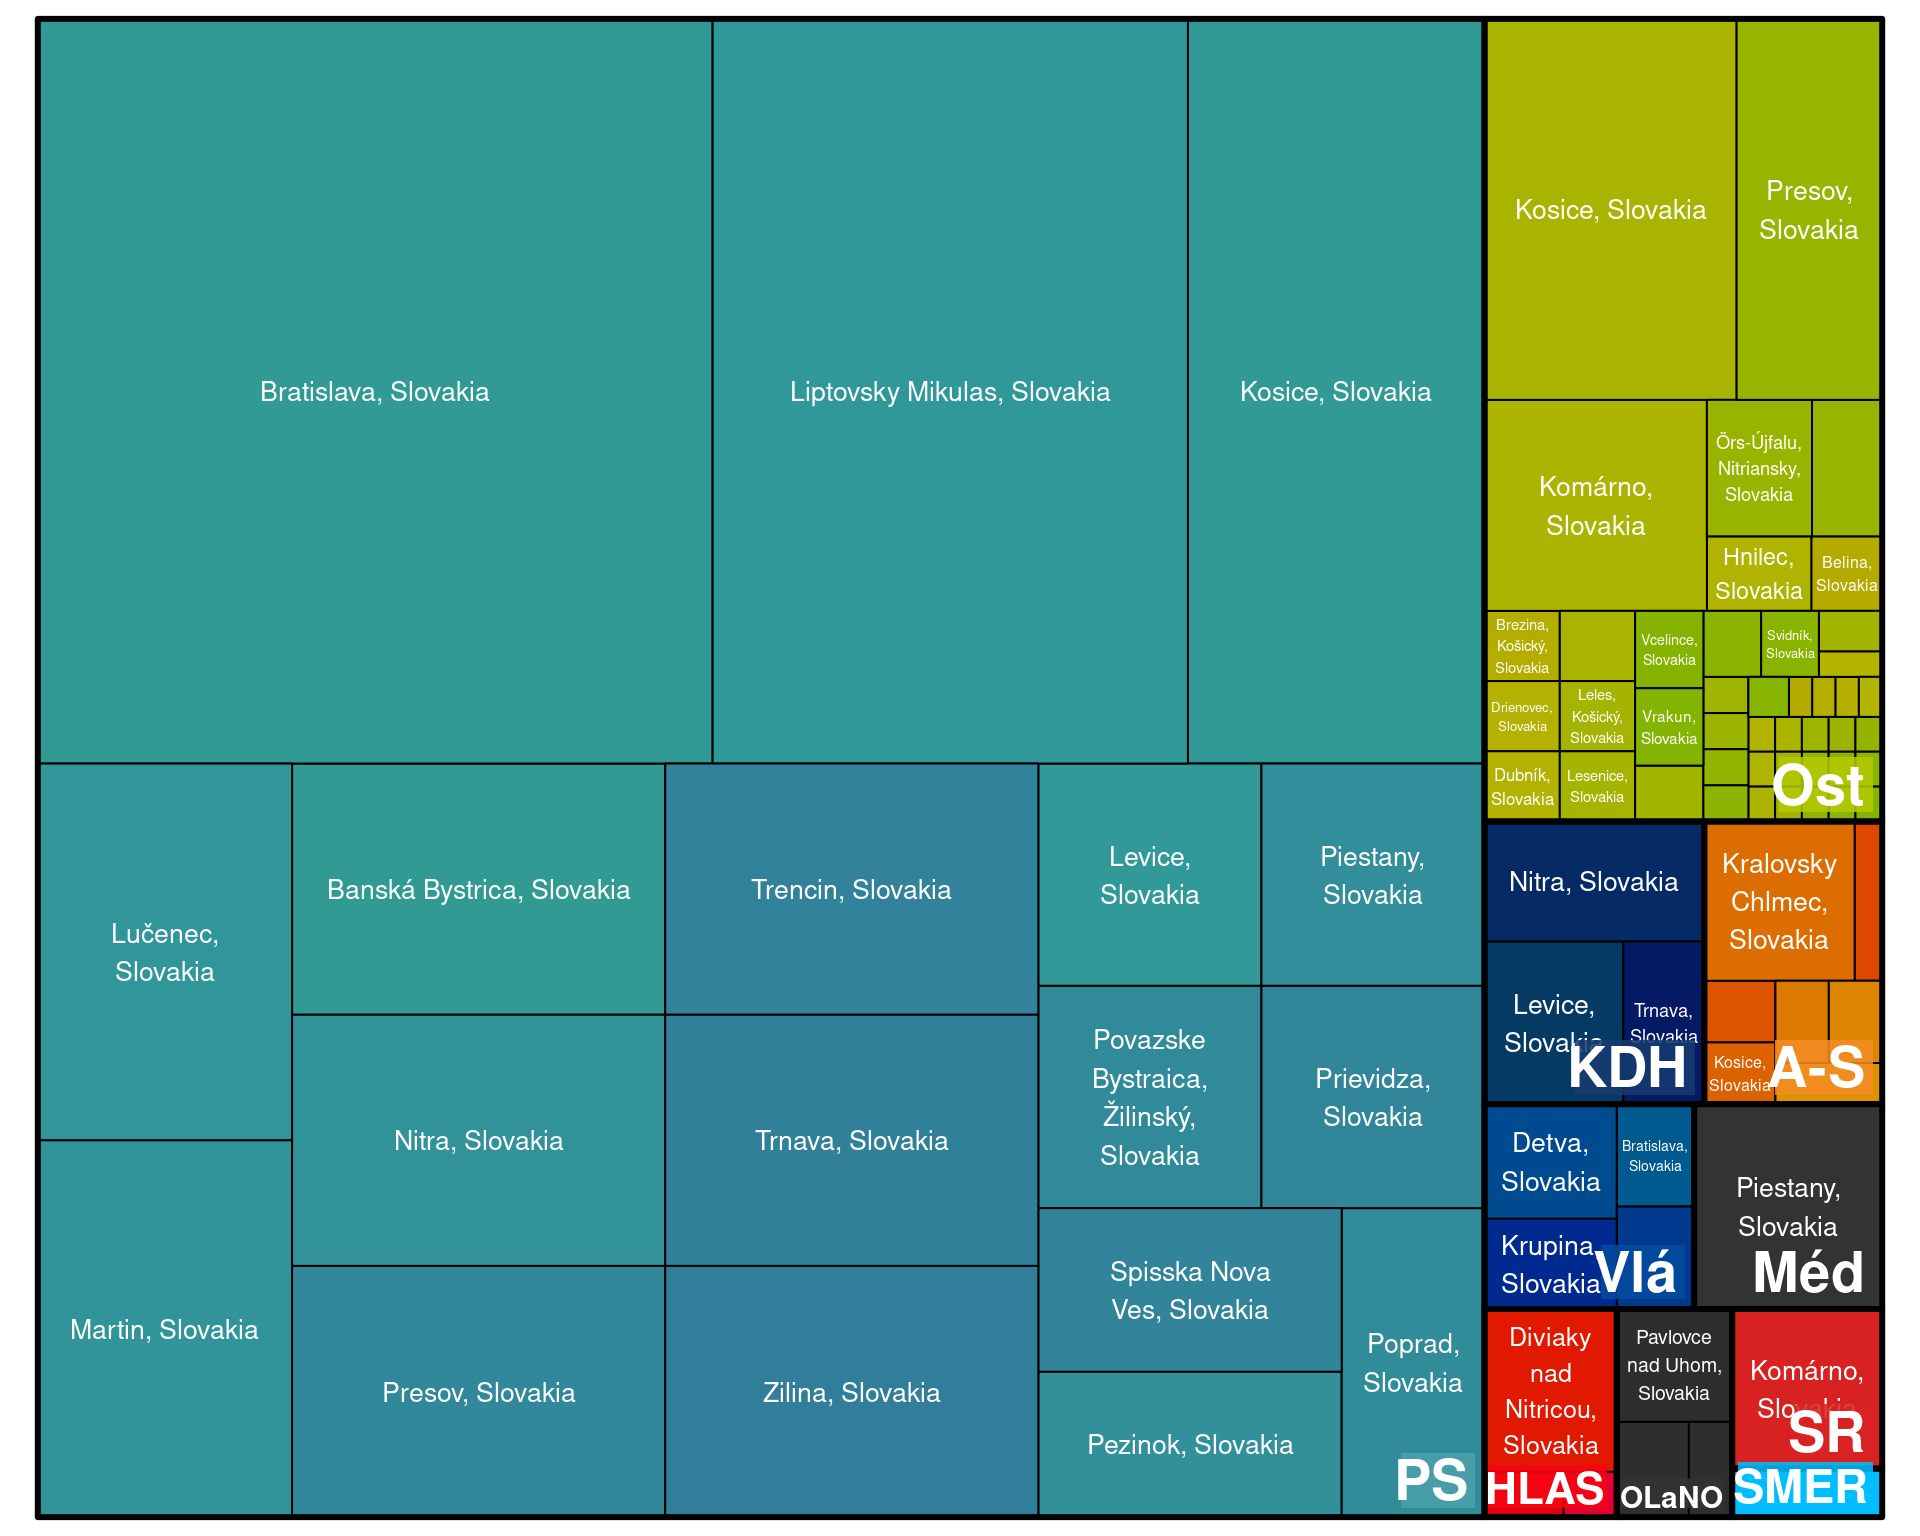 Bratislava, Slovakia
Liptovsky Mikulas, Slovakia
Kosice, Slovakia
Lučenec,
Slovakia
Martin, Slovakia
Banská Bystrica, Slovakia
Nitra, Slovakia
Presov, Slovakia
Trencin, Slovakia
Trnava, Slovakia
Zilina, Slovakia
Levice,
Slovakia
Piestany,
Slovakia
Povazske
Bystraica,
Žilinský,
Slovakia
Prievidza,
Slovakia
Spisska Nova
Ves, Slovakia
Pezinok, Slovakia
Poprad,
Slovakia
PS
Kosice, Slovakia
Presov,
Slovakia
Komárno,
Slovakia
Örs-Újfalu,
Nitriansky,
Slovakia
Hnilec,
Slovakia
Belina,
Slovakia
Brezina,
Košický,
Slovakia
Drienovec,
Slovakia
Dubník,
Slovakia
Leles,
Košický,
Slovakia
Lesenice,
Slovakia
Vcelince,
Slovakia
Vrakun,
Slovakia
Svidník,
Slovakia
Ost
Nitra, Slovakia
Levice,
Slovakia
Trnava,
Slovakia
KDH
Kralovsky
Chlmec,
Slovakia
Kosice,
Slovakia
A-S
Detva,
Slovakia
Bratislava,
Slovakia
Krupina,
Slovakia
Vlá
Piestany,
Slovakia
Méd
Diviaky
nad
Nitricou,
Slovakia
HLAS
Pavlovce
nad Uhom,
Slovakia
OLaNO
Komárno,
Slovakia
SR
SMER